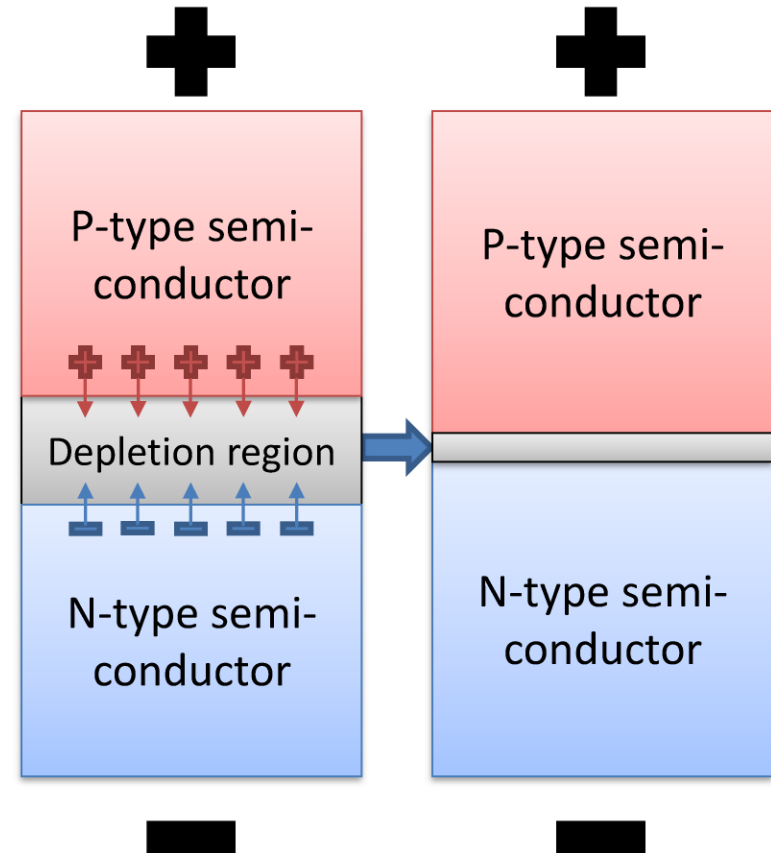 P-type semi-
conductor
Depletion region
N-type semi-
conductor
P-type semi-
conductor
N-type semi-
conductor